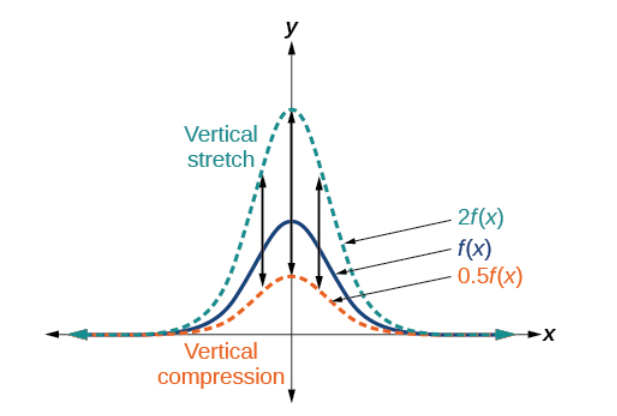 y
Vertical
stretch
2f(x)
f(x)
0.5f(x)
x
Vertical
compression